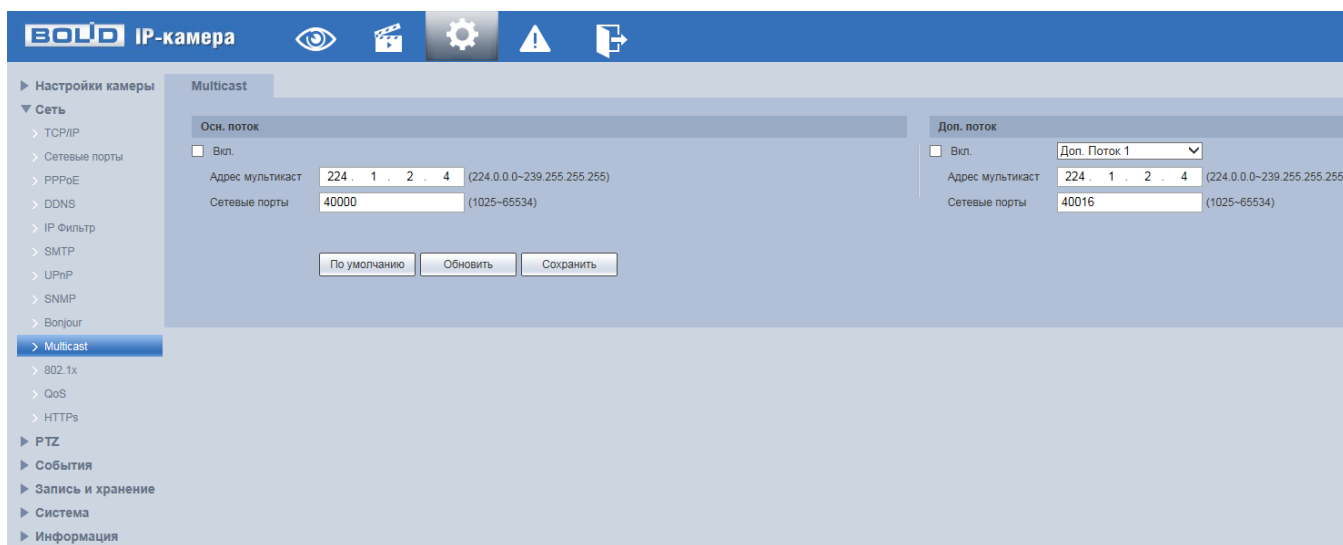 BOLID IP-камера
Настройки камеры
Сеть
TCP/IP
Сетевые порты
PPPoE
DDNS
IP Фильтр
SMTP
UPnP
SNMP
Bonjour
Multicast
802.1x
QoS
HTTPs
PTZ
События
Запись и хранение
Система
Информация
Multicast
Осн. поток
Вкл.
Адрес мультикаст 224 . 1 . 2 . 4 (224.0.0.0~239.255.255.255)
Сетевые порты 40000 (1025~65534)
По умолчанию Обновить Сохранить
Доп. поток
Вкл. Доп. Поток 1
Адрес мультикаст 224 . 1 . 2 . 4 (224.0.0.0~239.255.255.255
Сетевые порты 40016 (1025~65534)